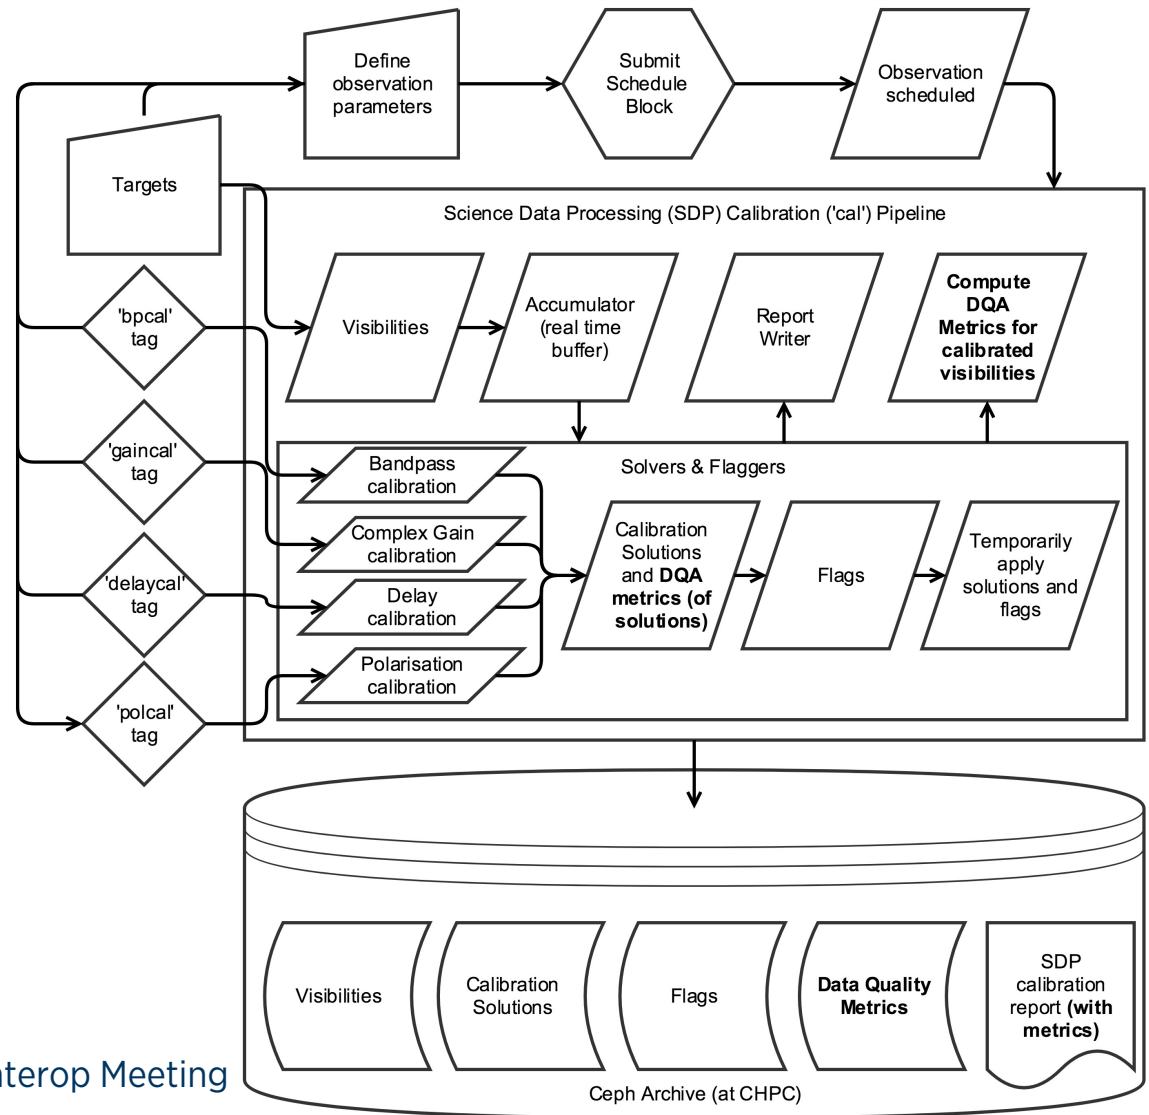 Define
observation
parameters
Submit
Schedule
Block
Observation
scheduled
Targets
Science Data Processing (SDP) Calibration ('cal') Pipeline
'bpcal'
tag
Visibilities
Accumulator
(real time
buffer)
Report
Writer
Compute
DQA
Metrics for
calibrated
visibilities
'gaincal'
tag
Solvers & Flaggers
Bandpass
calibration
Complex Gain
calibration
Delay
calibration
Polarisation
calibration
Calibration
Solutions
and DQA
metrics (of
solutions)
Flags
Temporarily
apply
solutions and
flags
'delaycal'
tag
'polcal'
tag
Visibilities
Calibration
Solutions
Flags
Data Quality
Metrics
SDP
calibration
report (with
metrics)
Ceph Archive (at CHPC)
nterop Meeting